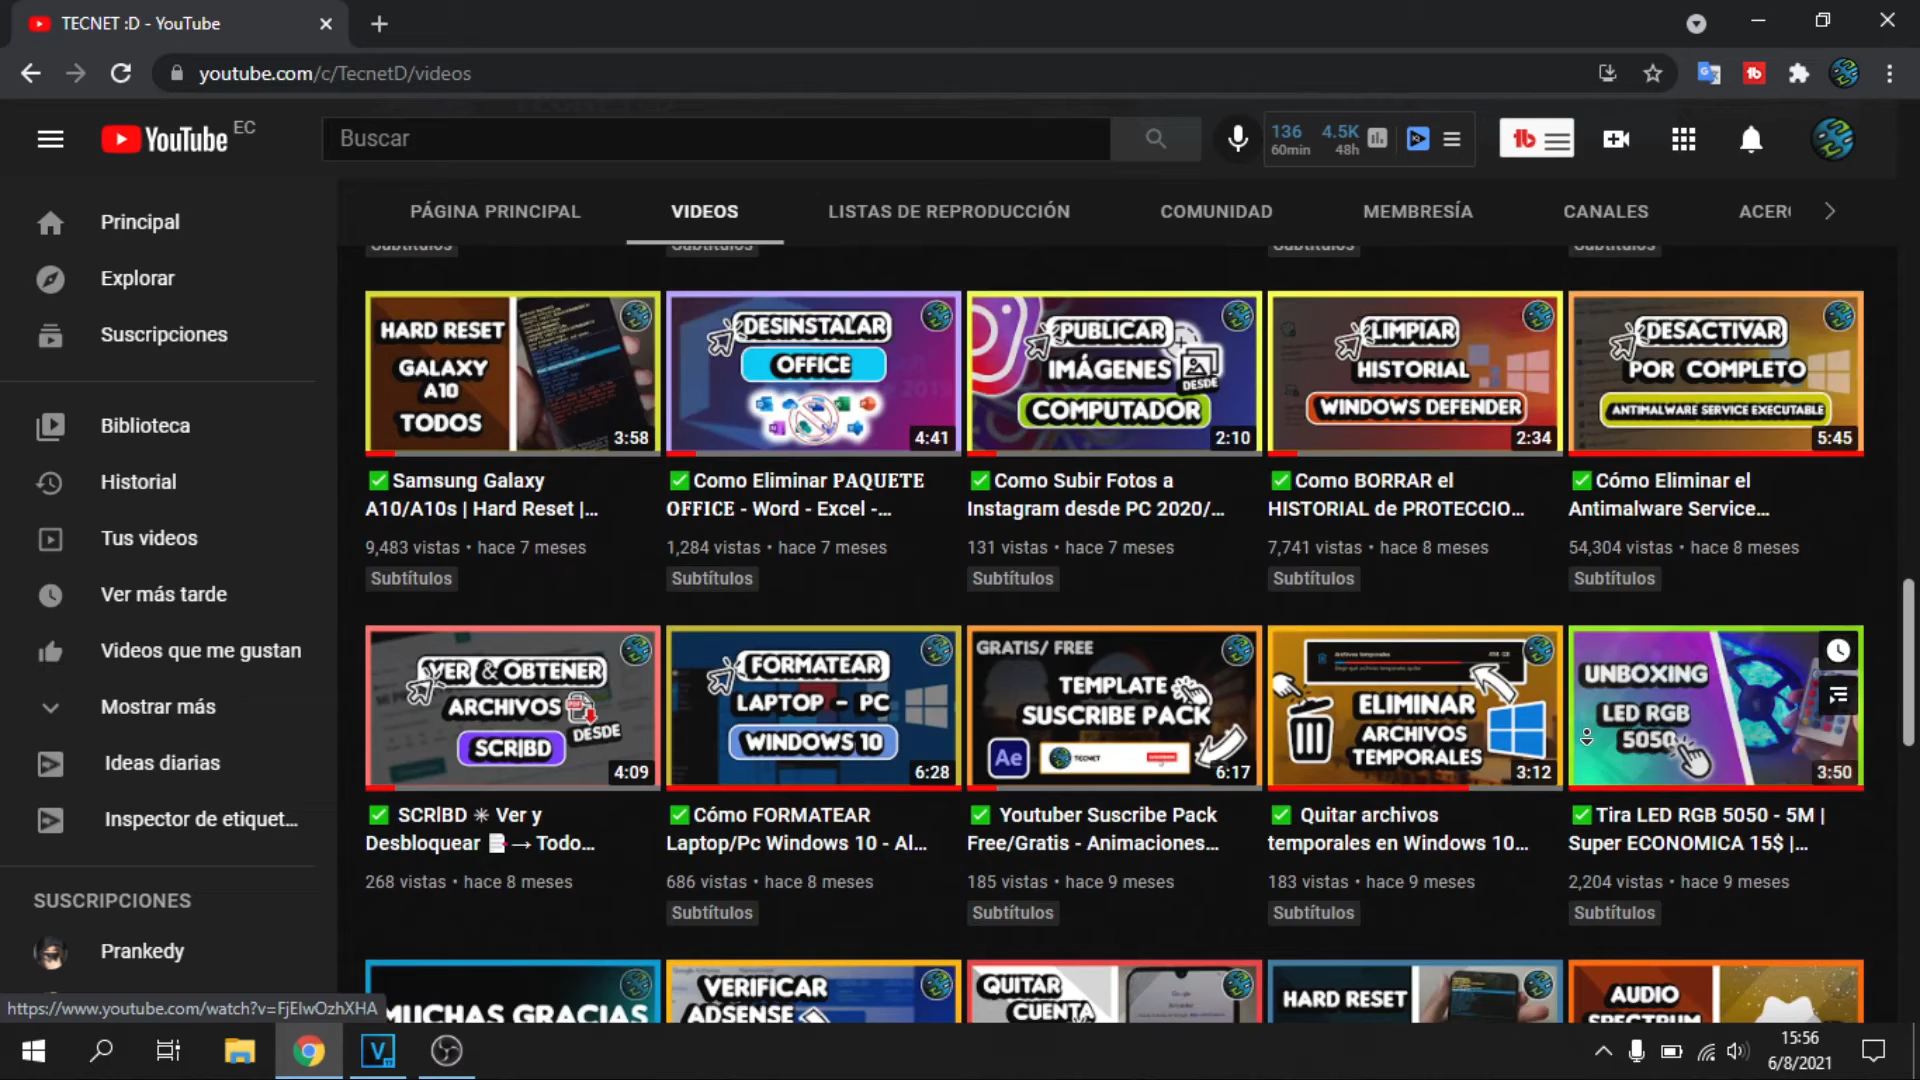 TECNET :D - YouTube
youtube.com/c/TecnetD/videos
YouTube EC
Buscar
136 60min 4.5K 48h
PÁGINA PRINCIPAL VIDEOS LISTAS DE REPRODUCCIÓN COMUNIDAD MEMBRESÍA CANALES ACER
Principal
Explorar
Suscripciones
Biblioteca
Historial
Tus videos
Ver más tarde
Videos que me gustan
Mostrar más
Ideas diarias
Inspector de etiquet...
SUSCRIPCIONES
Prankedy
Subtítulos Subtítulos Subtítulos Subtítulos
HARD RESET
GALAXY
A10
TODOS
3:58
DESINSTALAR
OFFICE
4:41
PUBLICAR
IMÁGENES
DESDE
COMPUTADOR
2:10
LIMPIAR
HISTORIAL
WINDOWS DEFENDER
2:34
DESACTIVAR
POR COMPLETO
ANTIMALWARE SERVICE EXECUTABLE
5:45
✅Samsung Galaxy
A10/A10s | Hard Reset |...
9,483 vistas • hace 7 meses
Subtítulos
✅Como Eliminar 𝐏𝐀𝐐𝐔𝐄𝐓𝐄
𝐎𝐅𝐅𝐈𝐂𝐄 - Word - Excel -...
1,284 vistas • hace 7 meses
Subtítulos
✅Como Subir Fotos a
Instagram desde PC 2020/...
131 vistas • hace 7 meses
Subtítulos
✅Como BORRAR el
HISTORIAL de PROTECCIO...
7,741 vistas • hace 8 meses
Subtítulos
✅Cómo Eliminar el
Antimalware Service...
54,304 vistas • hace 8 meses
Subtítulos
VER & OBTENER
ARCHIVOS
DESDE
SCRIBD
4:09
FORMATEAR
LAPTOP - PC
WINDOWS 10
6:28
GRATIS/ FREE
TEMPLATE
SUSCRIBE PACK
Ae
TECNET
6:17
Archivos temporales
ELIMINAR
ARCHIVOS
TEMPORALES
3:12
UNBOXING
LED RGB
5050
3:50
✅ SCRIBD ✳ Ver y
Desbloquear 📑→ Todo...
268 vistas • hace 8 meses
✅Cómo FORMATEAR
Laptop/Pc Windows 10 - Al...
686 vistas • hace 8 meses
Subtítulos
✅ Youtuber Suscribe Pack
Free/Gratis - Animaciones...
185 vistas • hace 9 meses
Subtítulos
✅ Quitar archivos
temporales en Windows 10...
183 vistas • hace 9 meses
Subtítulos
✅Tira LED RGB 5050 - 5M |
Super ECONOMICA 15$ |...
2,204 vistas • hace 9 meses
Subtítulos
MUCHAS GRACIAS
VERIFICAR
ADSENSE
QUITAR
CUENTA
Google
HARD RESET
AUDIO
SPECTRUM
https://www.youtube.com/watch?v=FjElwOzhXHA
15:56
6/8/2021